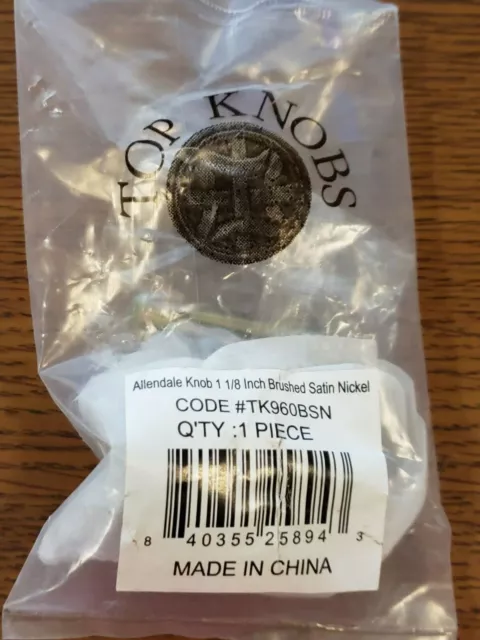 TOP KNOBS
Allendale Knob 1 1/8 Inch Brushed Satin Nickel
CODE #TK960BSN
Q'TY :1 PIECE
8 40355 25894 3
MADE IN CHINA